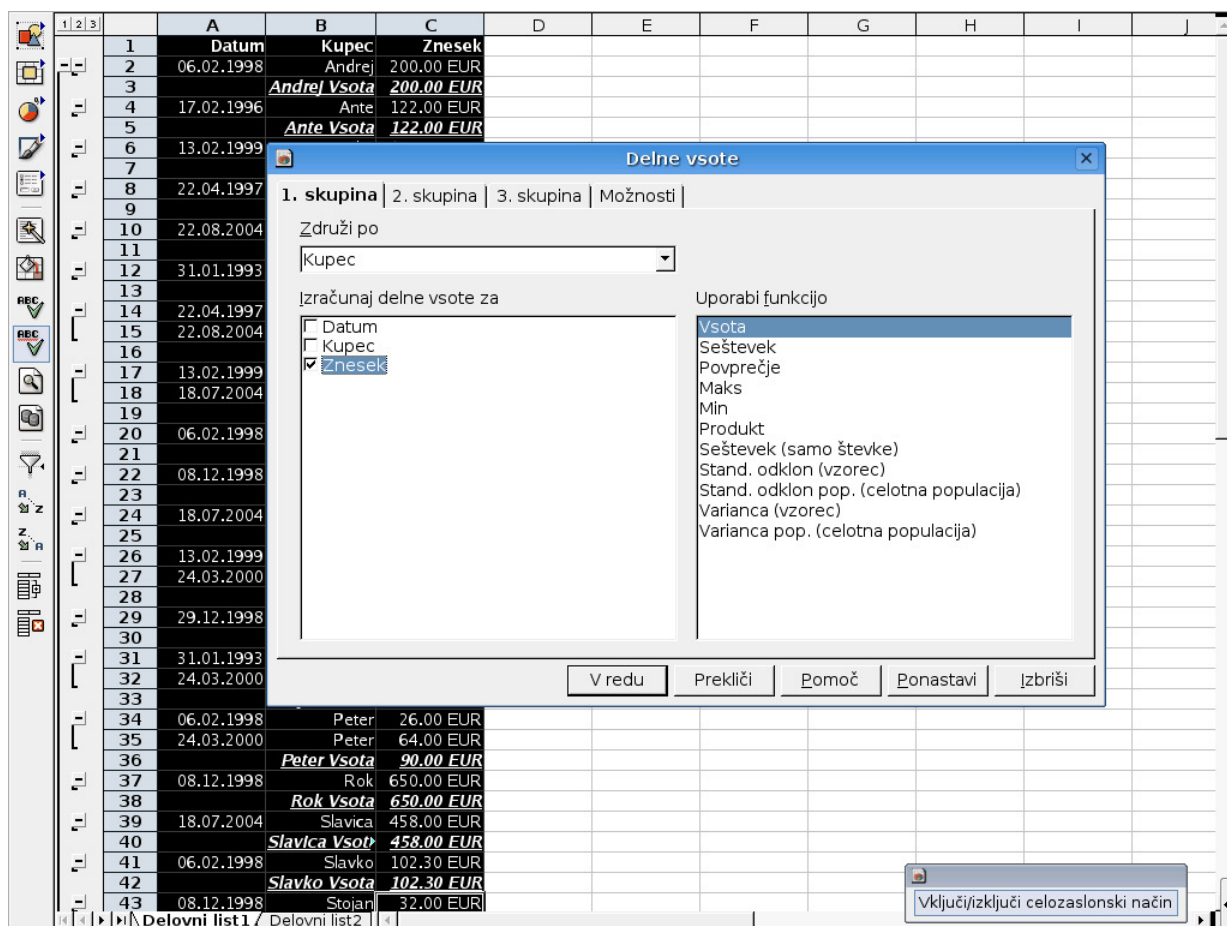 1 2 3 A B C D E F G H I J
1 Datum Kupec Znesek
2 06.02.1998 Andrej 200.00 EUR
3 Andrej Vsota 200.00 EUR
4 17.02.1996 Ante 122.00 EUR
5 Ante Vsota 122.00 EUR
6 13.02.1999
7
8 22.04.1997
9
10 22.08.2004
11
12 31.01.1993
13
14 22.04.1997
15 22.08.2004
16
17 13.02.1999
18 18.07.2004
19
20 06.02.1998
21
22 08.12.1998
23
24 18.07.2004
25
26 13.02.1999
27 24.03.2000
28
29 29.12.1998
30
31 31.01.1993
32 24.03.2000
33
34 06.02.1998 Peter 26.00 EUR
35 24.03.2000 Peter 64.00 EUR
36 Peter Vsota 90.00 EUR
37 08.12.1998 Rok 650.00 EUR
38 Rok Vsota 650.00 EUR
39 18.07.2004 Slavica 458.00 EUR
40 Slavica Vsot 458.00 EUR
41 06.02.1998 Slavko 102.30 EUR
42 Slavko Vsota 102.30 EUR
43 08.12.1998 Stojan 32.00 EUR
Delovni list1 Delovni list2
Delne vsote
1. skupina 2. skupina 3. skupina Možnosti
Združi po
Kupec
Izračunaj delne vsote za
Datum
Kupec
Znesek
Uporabi funkcijo
Vsota
Seštevek
Povprečje
Maks
Min
Produkt
Seštevek (samo števke)
Stand. odklon (vzorec)
Stand. odklon pop. (celotna populacija)
Varianca (vzorec)
Varianca pop. (celotna populacija)
V redu Prekliči Pomoč Ponastavi Izbriši
Vključi/izključi celozaslonski način
ABC
ABC
A Z
Z A